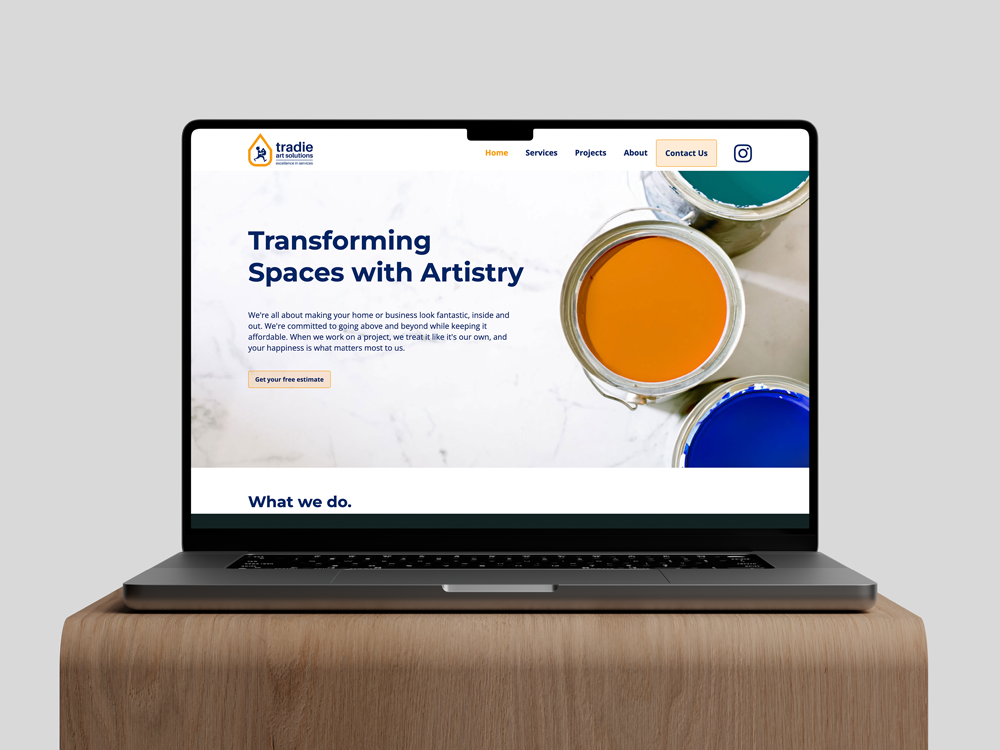 tradie
art solutions
excellence in services
Home
Services
Projects
About
Contact Us
Transforming
Spaces with Artistry
We're all about making your home or business look fantastic, inside and
out. We're committed to going above and beyond while keeping it
affordable. When we work on a project, we treat it like it's our own, and
your happiness is what matters most to us.
Get your free estimate
What we do.